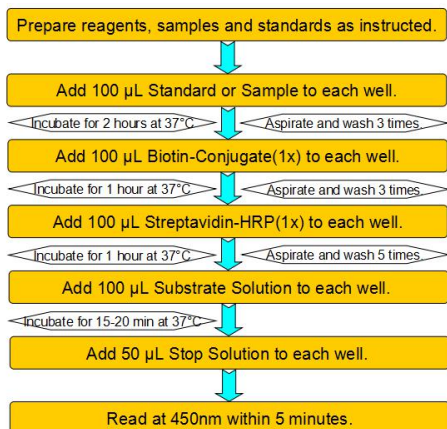 Prepare reagents, samples and standards as instructed.
Add 100 µL Standard or Sample to each well.
Incubate for 2 hours at 37°C
Aspirate and wash 3 times.
Add 100 µL Biotin-Conjugate(1x) to each well.
Incubate for 1 hour at 37°C
Aspirate and wash 3 times.
Add 100 µL Streptavidin-HRP(1x) to each well.
Incubate for 1 hour at 37°C
Aspirate and wash 5 times.
Add 100 µL Substrate Solution to each well.
Incubate for 15-20 min at 37°C
Add 50 µL Stop Solution to each well.
Read at 450nm within 5 minutes.